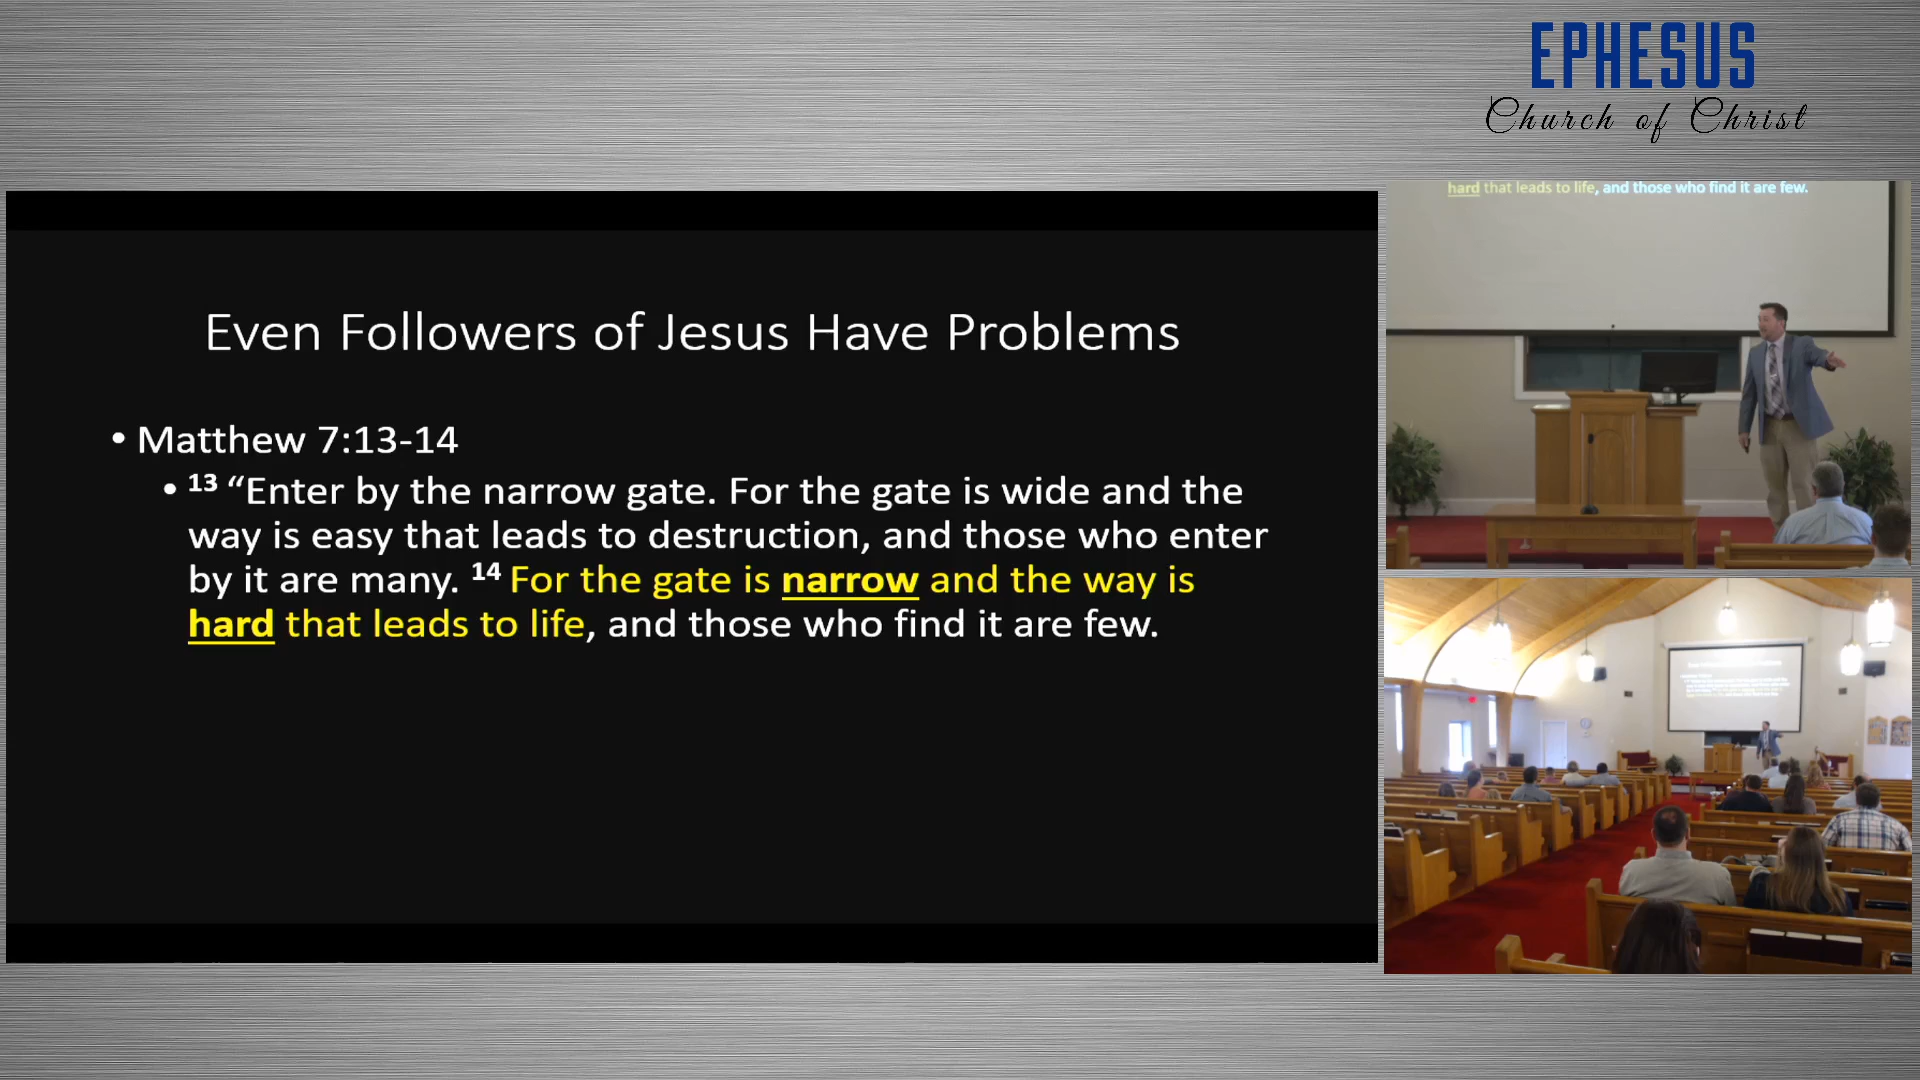 EPHESUS
Church of Christ
Even Followers of Jesus Have Problems
• Matthew 7:13-14
• 13 “Enter by the narrow gate. For the gate is wide and the
way is easy that leads to destruction, and those who enter
by it are many. 14 For the gate is narrow and the way is
hard that leads to life, and those who find it are few.
hard that leads to life, and those who find it are few.